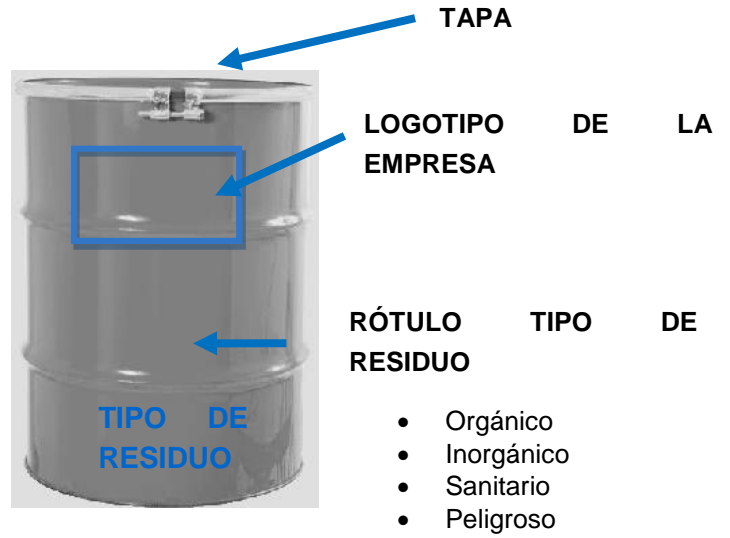 TAPA
LOGOTIPO DE LA
EMPRESA
RÓTULO TIPO DE
RESIDUO
TIPO DE
RESIDUO
• Orgánico
• Inorgánico
• Sanitario
• Peligroso